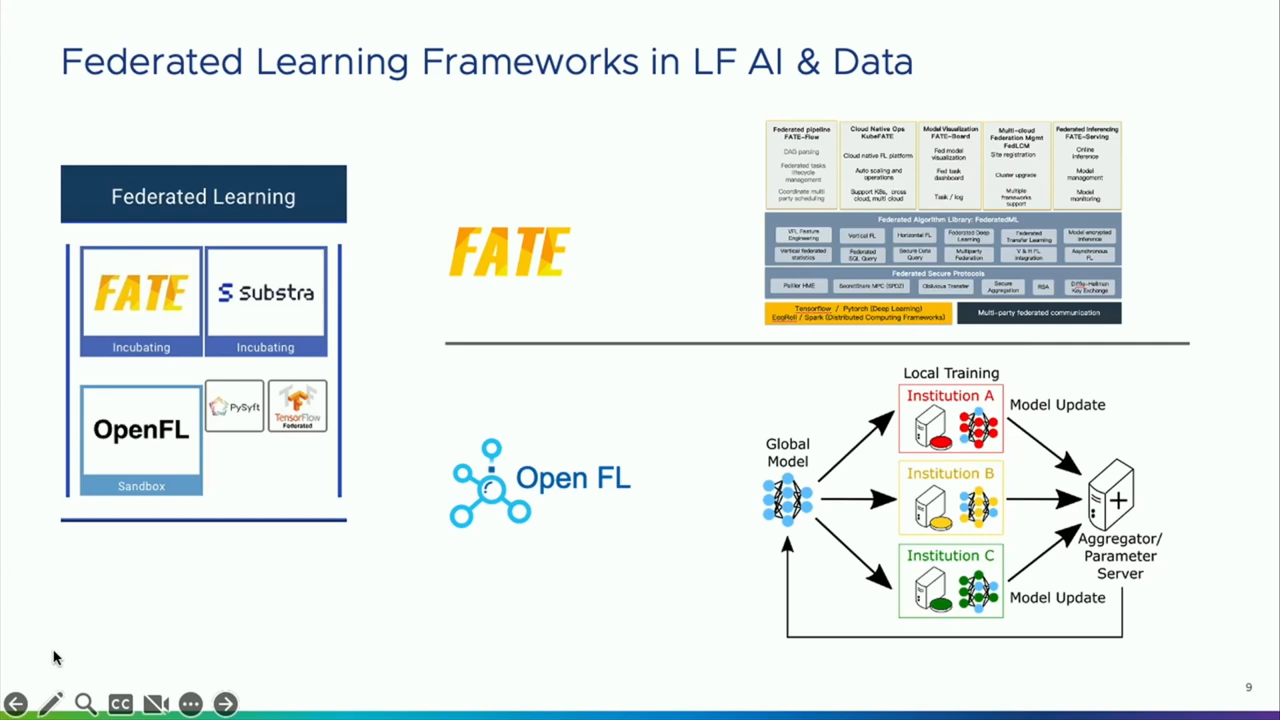 Federated Learning Frameworks in LF AI & Data
Federated Learning
FATE
Incubating
Substra
Incubating
OpenFL
Sandbox
PySyft
TensorFlow
Federated
FATE
Federated pipeline
FATE-Flow
DAG parsing
Federated tasks
lifecycle
management
Coordinate multi
party scheduling
Cloud Native Ops
KubeFATE
Cloud native FL platform
Auto scaling and
operations
Support K8s, cross
cloud, multi cloud
Model Visualization
FATE-Board
Fed model
visualization
Fed task
dashboard
Task / log
Multi-cloud
Federation Mgmt
FedLCM
Site registration
Cluster upgrade
Multiple
frameworks
support
Federated Inferencing
FATE-Serving
Online
Inference
Model
management
Model
monitoring
Federated Algorithm Library: FederatedML
VFL Feature
Engineering
Vertical FL
Horizontal FL
Federated Deep
Learning
Federated
Transfer Learning
Model encrypted
inference
Vertical federated
statistics
Federated
SQL Query
Secure Data
Query
Multiparty
Federation
V & H FL
Integration
Asynchronous
FL
Federated Secure Protocols
Paillier HME
SecretShare MPC (SPDZ)
Oblivious Transfer
Secure
Aggregation
RSA
Diffie-Hellman
Key Exchange
Tensorflow / Pytorch (Deep Learning)
EggRoll / Spark (Distributed Computing Frameworks)
Multi-party federated communication
Open FL
Local Training
Global
Model
Institution A
Institution B
Institution C
Model Update
Model Update
Aggregator/
Parameter
Server
CC
9